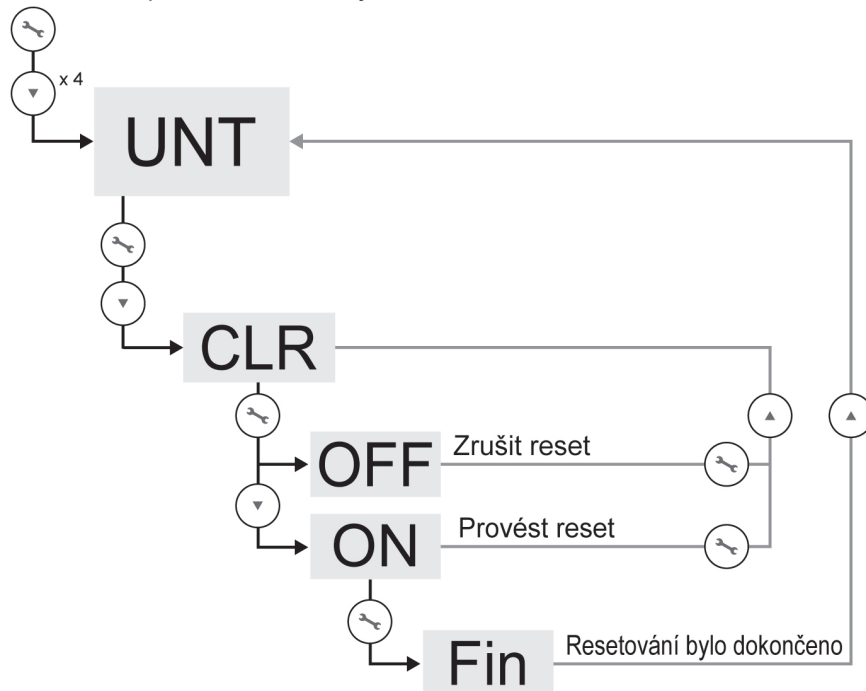 x 4
UNT
CLR
OFF Zrušit reset
ON Provést reset
Fin Resetování bylo dokončeno